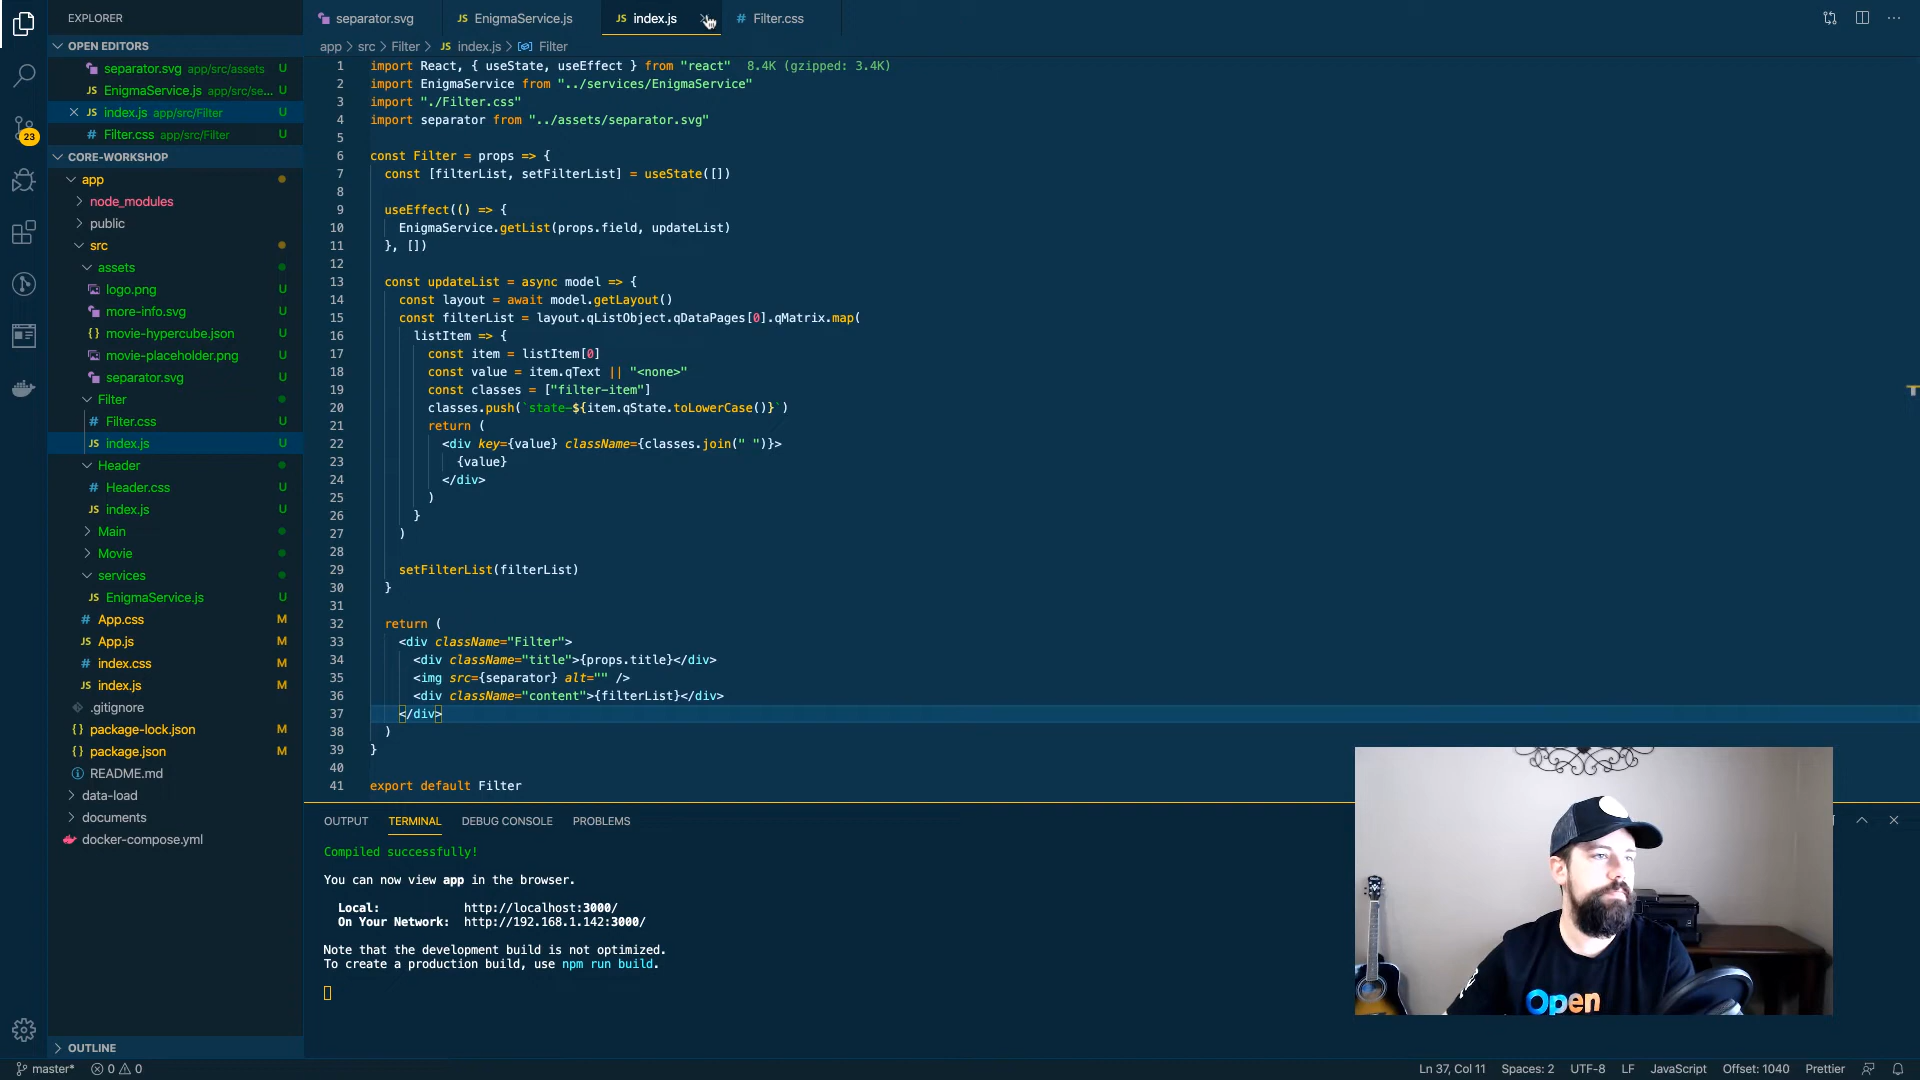 EXPLORER
OPEN EDITORS
separator.svg app/src/assets U
JS EnigmaService.js app/src/se... U
JS index.js app/src/Filter U
# Filter.css app/src/Filter U
23
CORE-WORKSHOP
app
node_modules
public
src
assets
logo.png U
more-info.svg U
{} movie-hypercube.json U
movie-placeholder.png U
separator.svg U
Filter
# Filter.css U
JS index.js U
Header
# Header.css U
JS index.js U
Main
Movie
services
JS EnigmaService.js U
# App.css M
JS App.js M
# index.css M
JS index.js M
.gitignore
{} package-lock.json M
{} package.json M
README.md
data-load
documents
docker-compose.yml
OUTLINE
separator.svg JS EnigmaService.js JS index.js # Filter.css
app > src > Filter > JS index.js > Filter
1 import React, { useState, useEffect } from "react" 8.4K (gzipped: 3.4K)
2 import EnigmaService from "../services/EnigmaService"
3 import "./Filter.css"
4 import separator from "../assets/separator.svg"
5
6 const Filter = props => {
7 const [filterList, setFilterList] = useState([])
8
9 useEffect(() => {
10 EnigmaService.getList(props.field, updateList)
11 }, [])
12
13 const updateList = async model => {
14 const layout = await model.getLayout()
15 const filterList = layout.qListObject.qDataPages[0].qMatrix.map(
16 listItem => {
17 const item = listItem[0]
18 const value = item.qText || "<none>"
19 const classes = ["filter-item"]
20 classes.push(`state-${item.qState.toLowerCase()}`)
21 return (
22 <div key={value} className={classes.join(" ")}>
23 {value}
24 </div>
25 )
26 }
27 )
28
29 setFilterList(filterList)
30 }
31
32 return (
33 <div className="Filter">
34 <div className="title">{props.title}</div>
35 <img src={separator} alt="" />
36 <div className="content">{filterList}</div>
37 </div>
38 )
39 }
40
41 export default Filter
OUTPUT TERMINAL DEBUG CONSOLE PROBLEMS
Compiled successfully!
You can now view app in the browser.
Local: http://localhost:3000/
On Your Network: http://192.168.1.142:3000/
Note that the development build is not optimized.
To create a production build, use npm run build.
Open
master* 0 0 Ln 37, Col 11 Spaces: 2 UTF-8 LF JavaScript Offset: 1040 Prettier